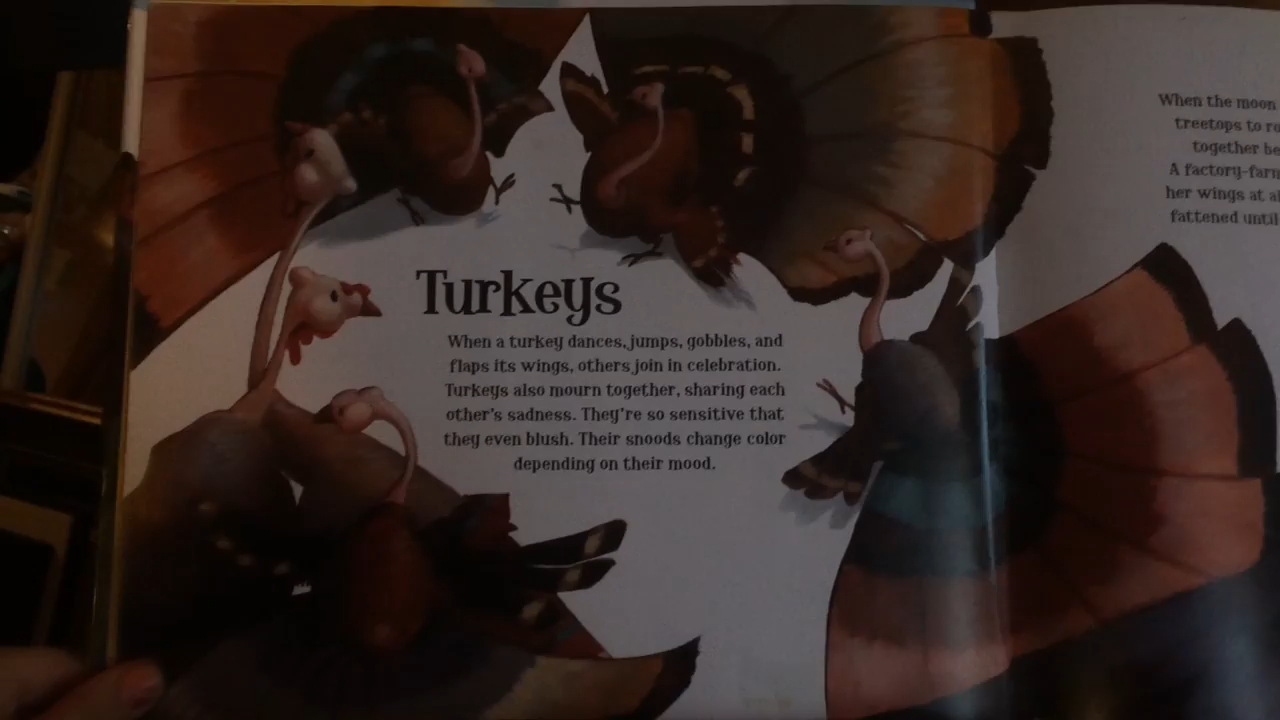 Turkeys
When a turkey dances, jumps, gobbles, and
flaps its wings, others join in celebration.
Turkeys also mourn together, sharing each
other's sadness. They're so sensitive that
they even blush. Their snoods change color
depending on their mood.
When the moon
treetops to
together
A factory-farm
her wings at
fattened until